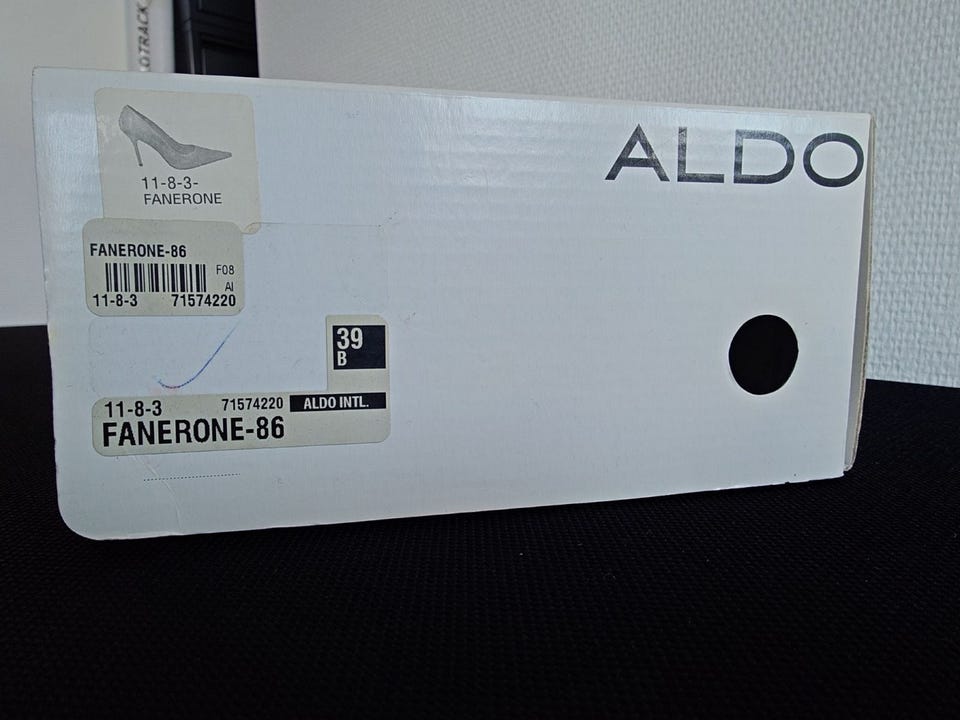 ALDO
11-8-3-
FANERONE
FANERONE-86
F08
AI
11-8-3 71574220
39
B
11-8-3 71574220 ALDO INTL.
FANERONE-86